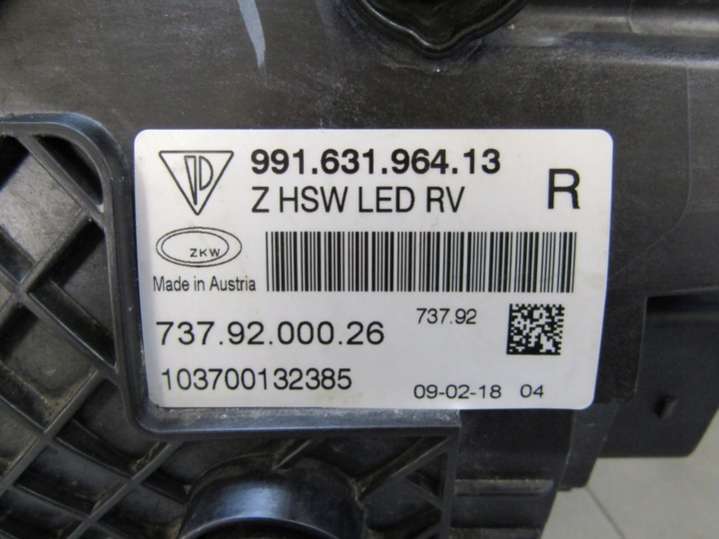 991.631.964.13
Z HSW LED RV
R
ZKW
Made in Austria
737.92
737.92.000.26
103700132385
09-02-18 04